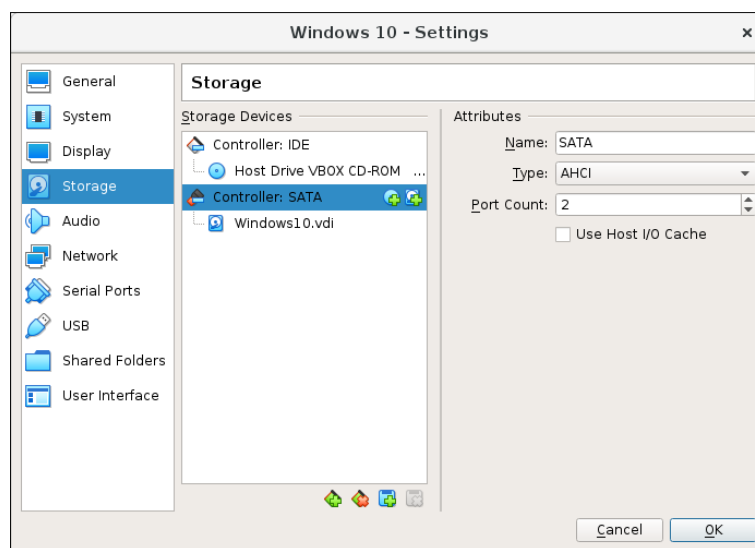 Windows 10 - Settings
×
General
System
Display
Storage
Audio
Network
Serial Ports
USB
Shared Folders
User Interface
Storage
Storage Devices
Controller: IDE
Host Drive VBOX CD-ROM ...
Controller: SATA
Windows10.vdi
Attributes
Name: SATA
Type: AHCI
Port Count: 2
Use Host I/O Cache
Cancel
OK